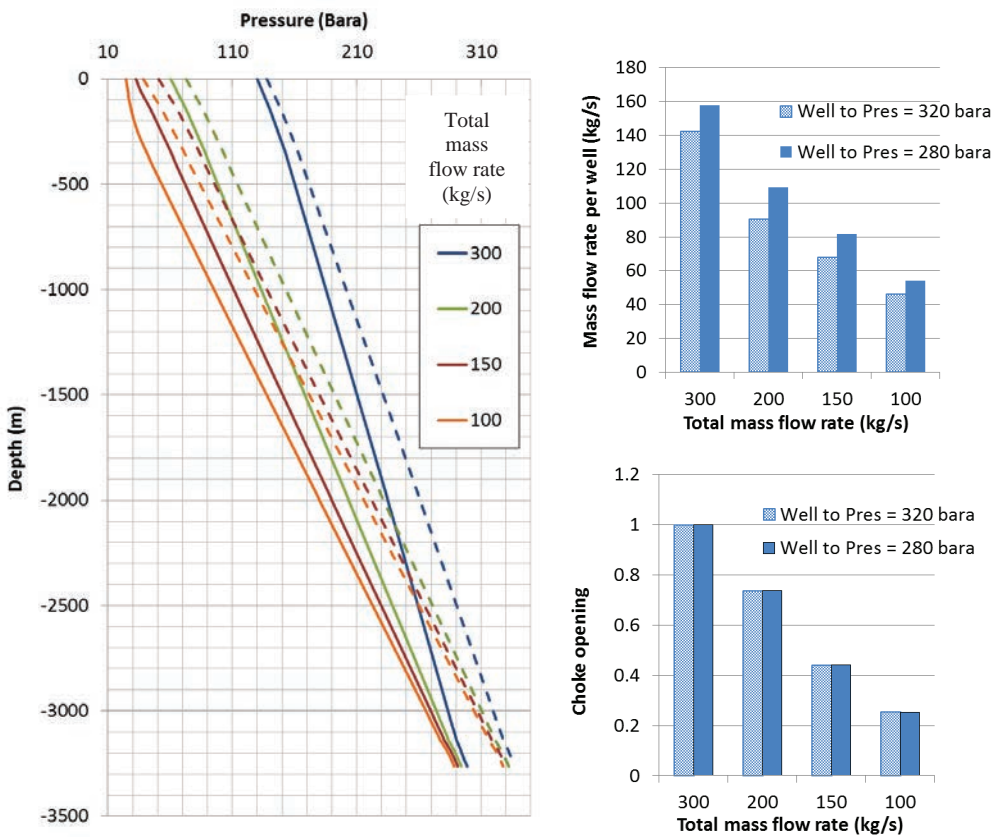 Pressure (Bara)
10 110 210 310
0
-500
-1000
-1500
-2000
-2500
-3000
-3500
Depth (m)
Total
mass
flow rate
(kg/s)
300
200
150
100
180
160
140
120
100
80
60
40
20
0
Mass flow rate per well (kg/s)
Well to Pres = 320 bara
Well to Pres = 280 bara
300 200 150 100
Total mass flow rate (kg/s)
1.2
1
0.8
0.6
0.4
0.2
0
Choke opening
Well to Pres = 320 bara
Well to Pres = 280 bara
300 200 150 100
Total mass flow rate (kg/s)